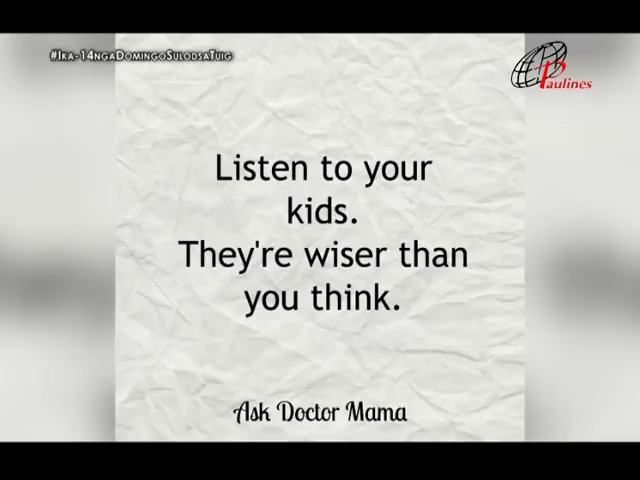 #Ika-14ngaDomingoSulodsaTuig
Paulines
Listen to your
kids.
They're wiser than
you think.
Ask Doctor Mama